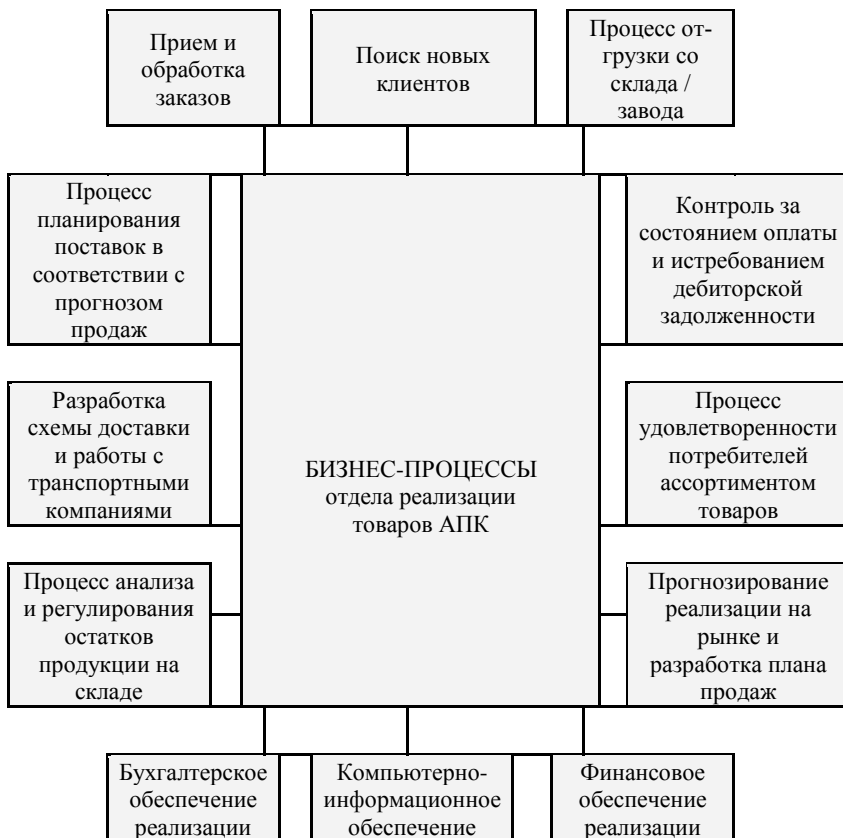 Прием и
обработка
заказов
Поиск новых
клиентов
Процесс от-
грузки со
склада /
завода
Процесс
планирования
поставок в
соответствии с
прогнозом
продаж
Контроль за
состоянием оплаты
и истребованием
дебиторской
задолженности
Разработка
схемы доставки
и работы с
транспортными
компаниями
БИЗНЕС-ПРОЦЕССЫ
отдела реализации
товаров АПК
Процесс
удовлетворенности
потребителей
ассортиментом
товаров
Процесс анализа
и регулирования
остатков
продукции на
складе
Прогнозирование
реализации на
рынке и
разработка плана
продаж
Бухгалтерское
обеспечение
реализации
Компьютерно-
информационное
обеспечение
Финансовое
обеспечение
реализации